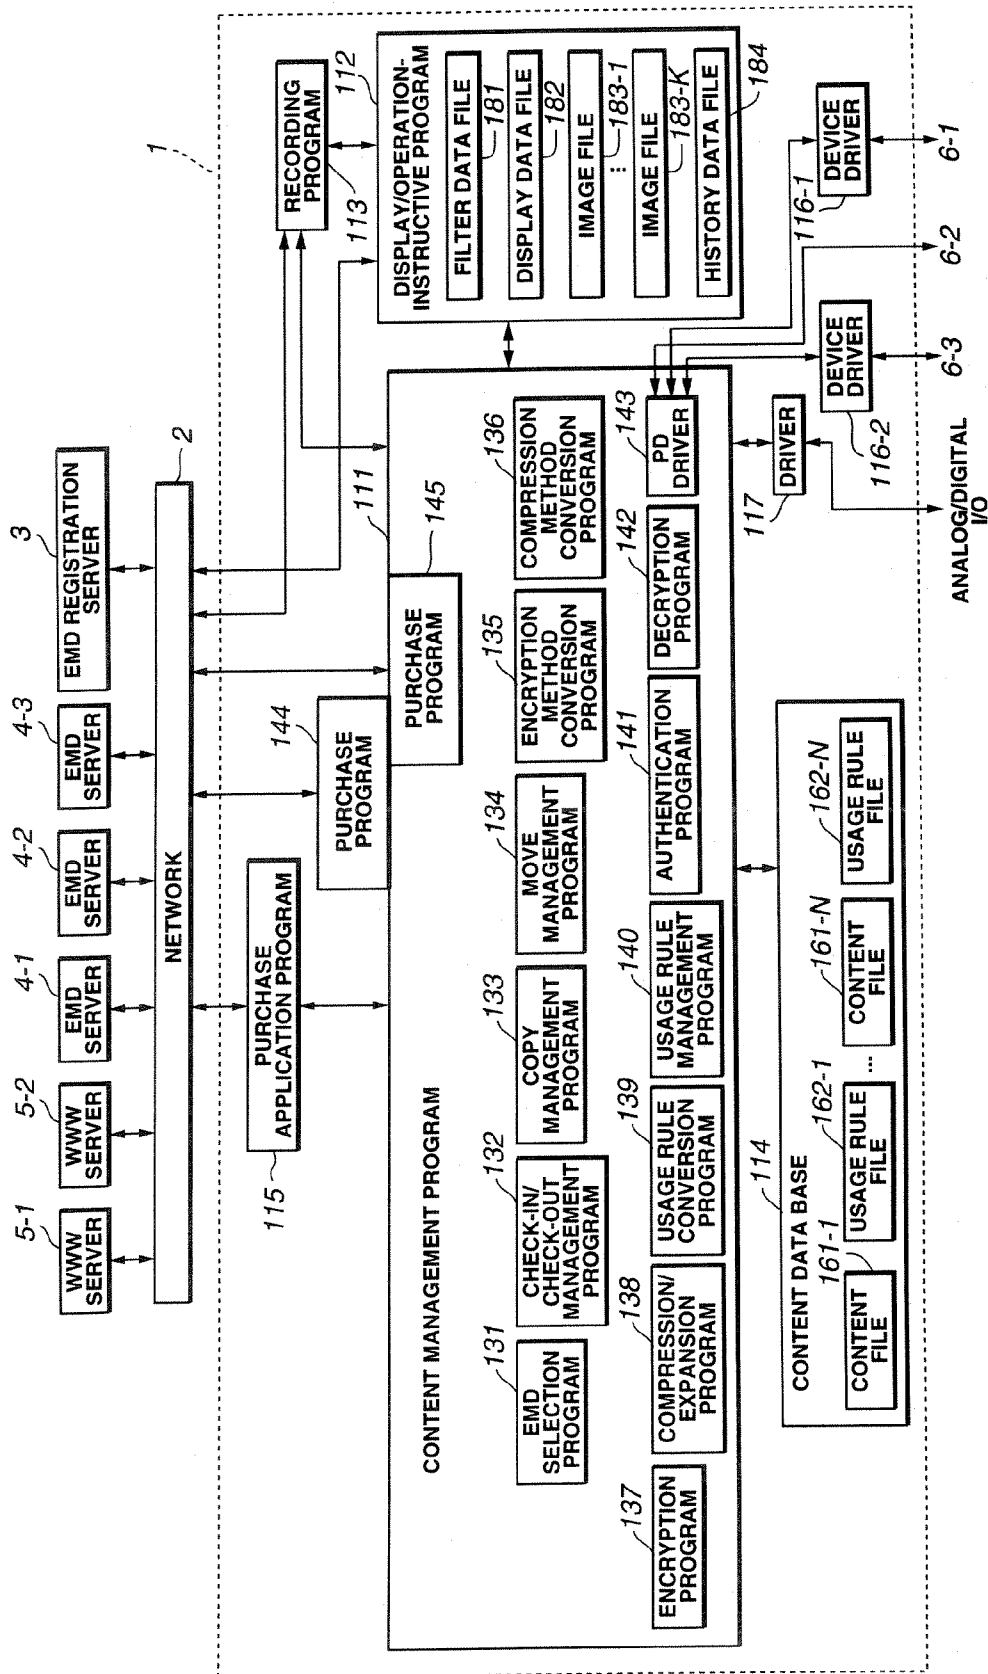 5-1
WWW
SERVER
5-2
WWW
SERVER
4-1
EMD
SERVER
4-2
EMD
SERVER
4-3
EMD
SERVER
3
EMD REGISTRATION
SERVER
NETWORK
2
1
PURCHASE
APPLICATION PROGRAM
115
144
PURCHASE
PROGRAM
PURCHASE
PROGRAM
145
111
RECORDING
PROGRAM
113
112
DISPLAY/OPERATION-
INSTRUCTIVE PROGRAM
FILTER DATA FILE
181
DISPLAY DATA FILE
182
IMAGE FILE
183-1
...
IMAGE FILE
183-K
HISTORY DATA FILE
184
CONTENT MANAGEMENT PROGRAM
131
EMD
SELECTION
PROGRAM
132
CHECK-IN/
CHECK-OUT
MANAGEMENT
PROGRAM
133
COPY
MANAGEMENT
PROGRAM
134
MOVE
MANAGEMENT
PROGRAM
135
ENCRYPTION
METHOD
CONVERSION
PROGRAM
136
COMPRESSION
METHOD
CONVERSION
PROGRAM
137
ENCRYPTION
PROGRAM
138
COMPRESSION/
EXPANSION
PROGRAM
139
USAGE RULE
CONVERSION
PROGRAM
140
USAGE RULE
MANAGEMENT
PROGRAM
141
AUTHENTICATION
PROGRAM
142
DECRYPTION
PROGRAM
143
PD
DRIVER
114
CONTENT DATA BASE
161-1
CONTENT
FILE
162-1
USAGE RULE
FILE
...
161-N
CONTENT
FILE
162-N
USAGE RULE
FILE
117
DRIVER
116-2
DEVICE
DRIVER
116-1
DEVICE
DRIVER
ANALOG/DIGITAL
I/O
6-3
6-2
6-1